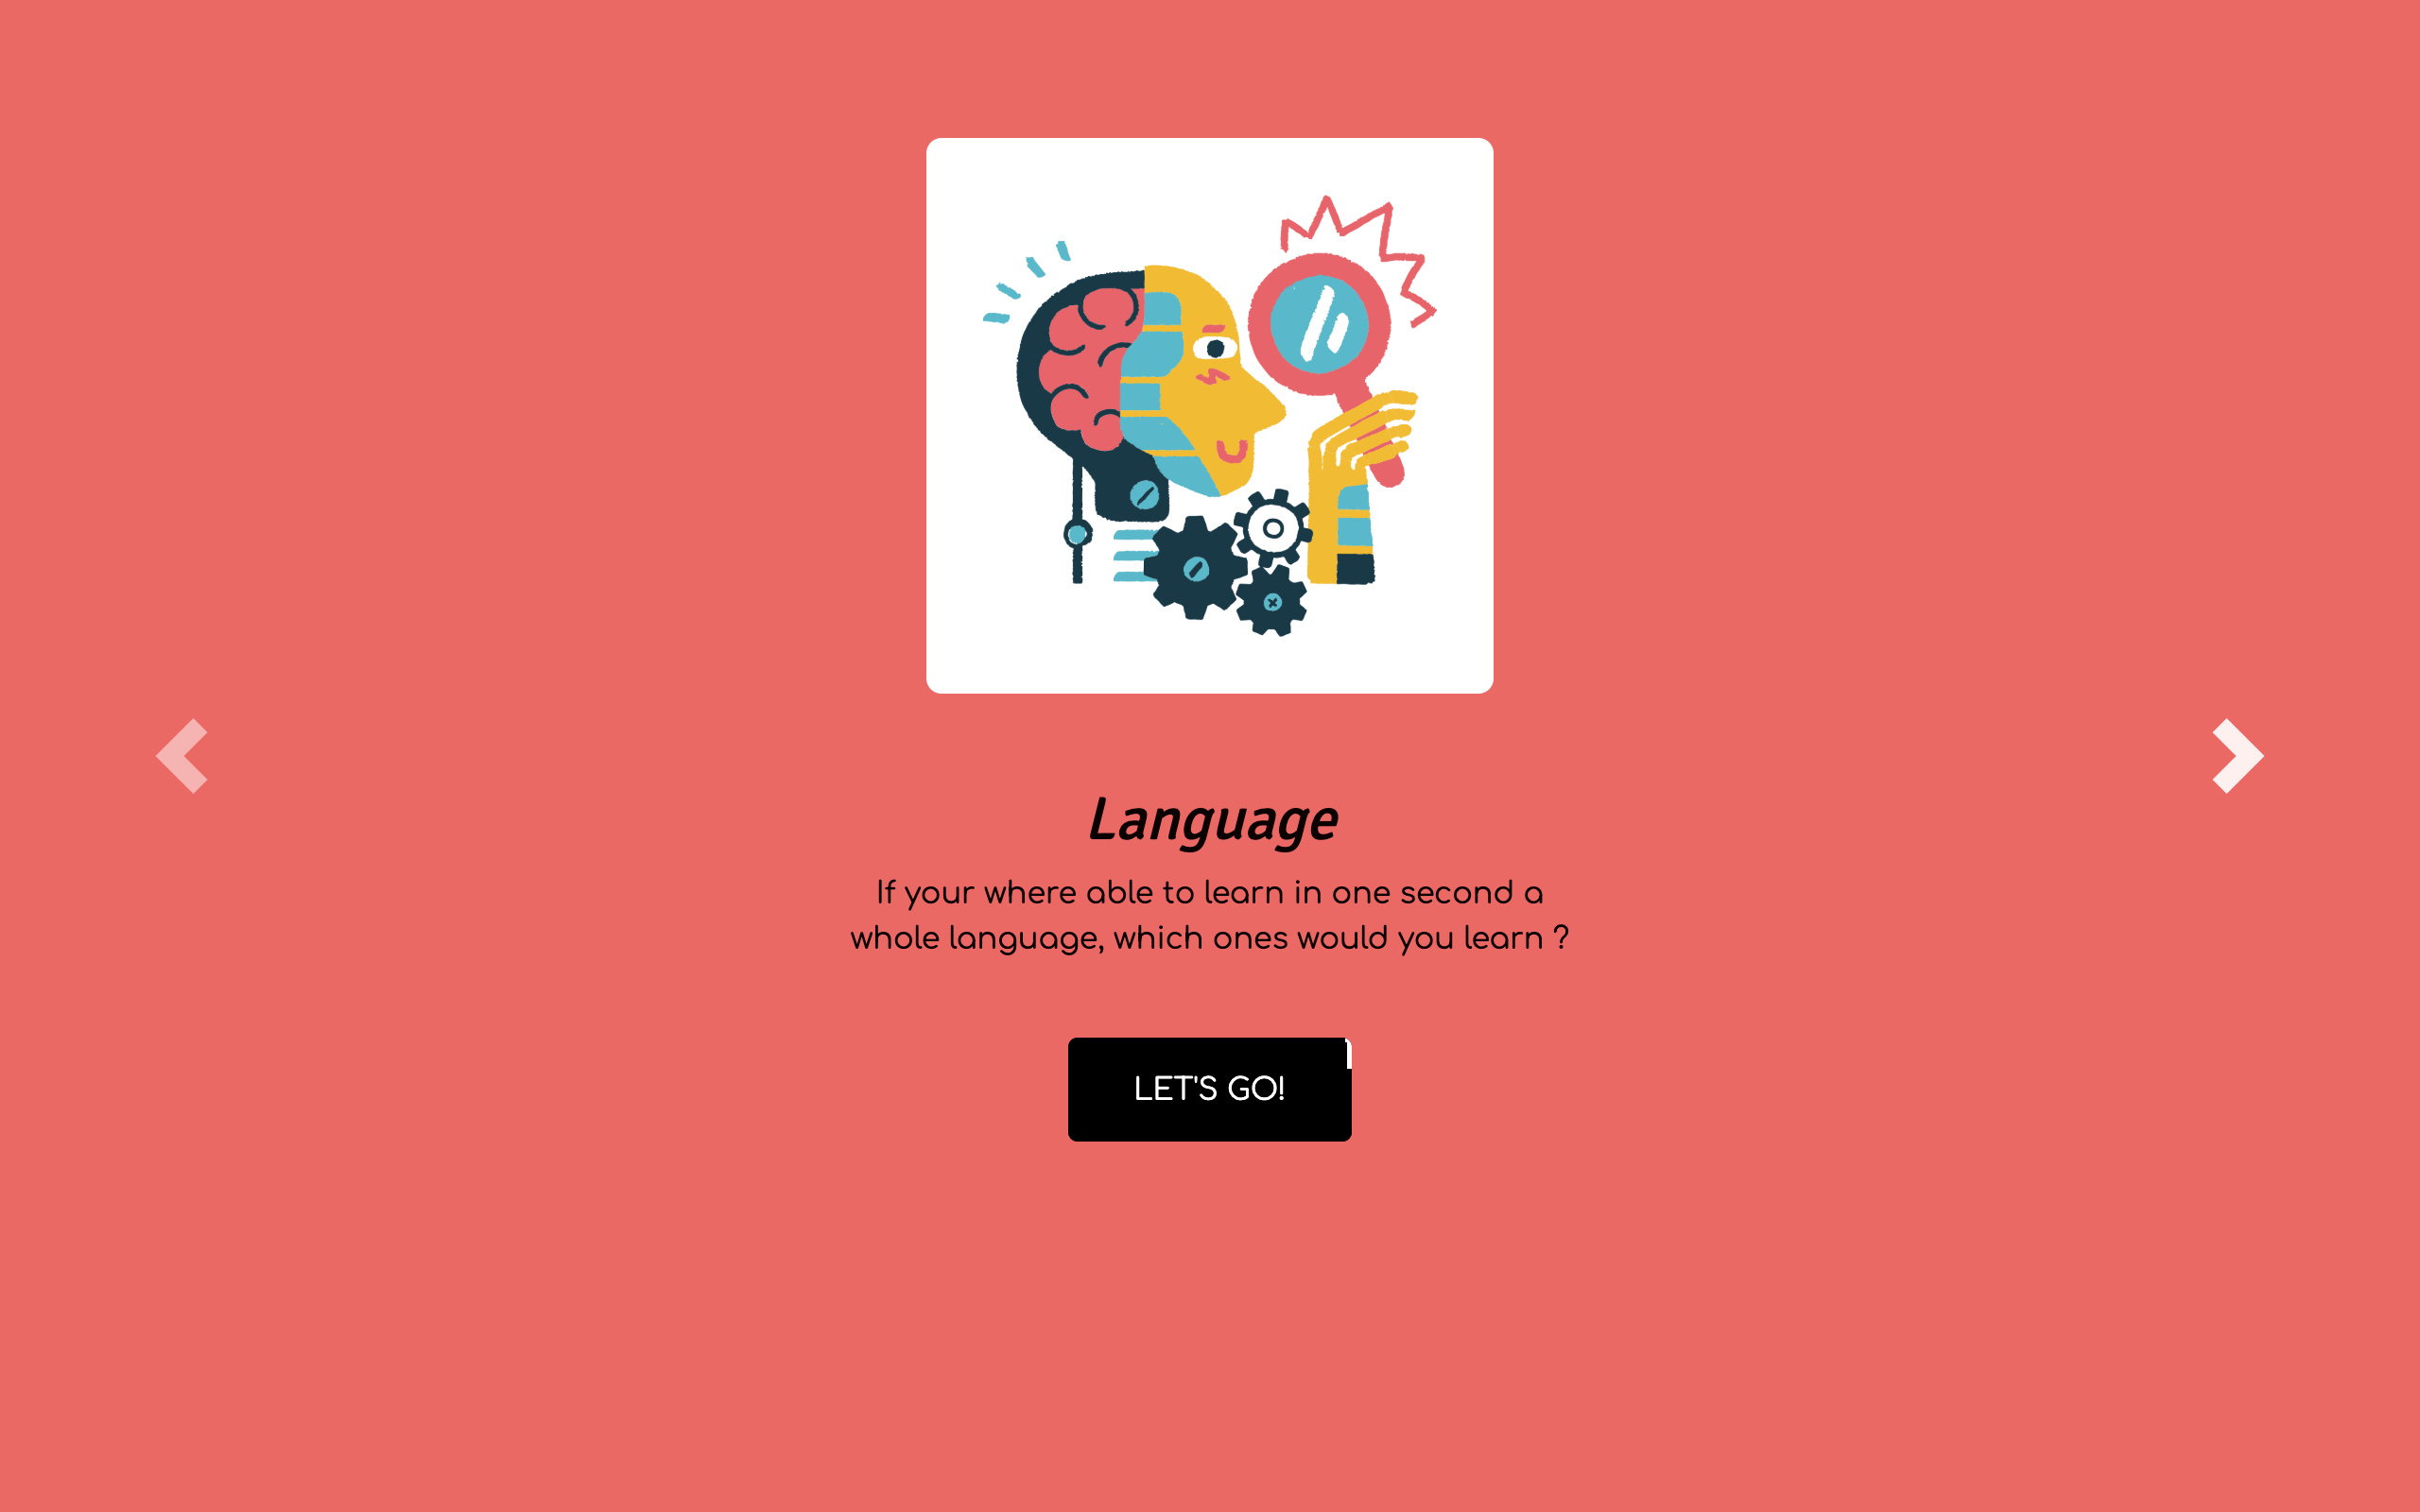 Language
If your where able to learn in one second a
whole language, which ones would you learn ?
LET'S GO!